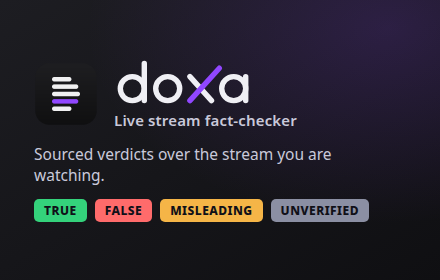 doxa
Live stream fact-checker
Sourced verdicts over the stream you are
watching.
TRUE FALSE MISLEADING UNVERIFIED